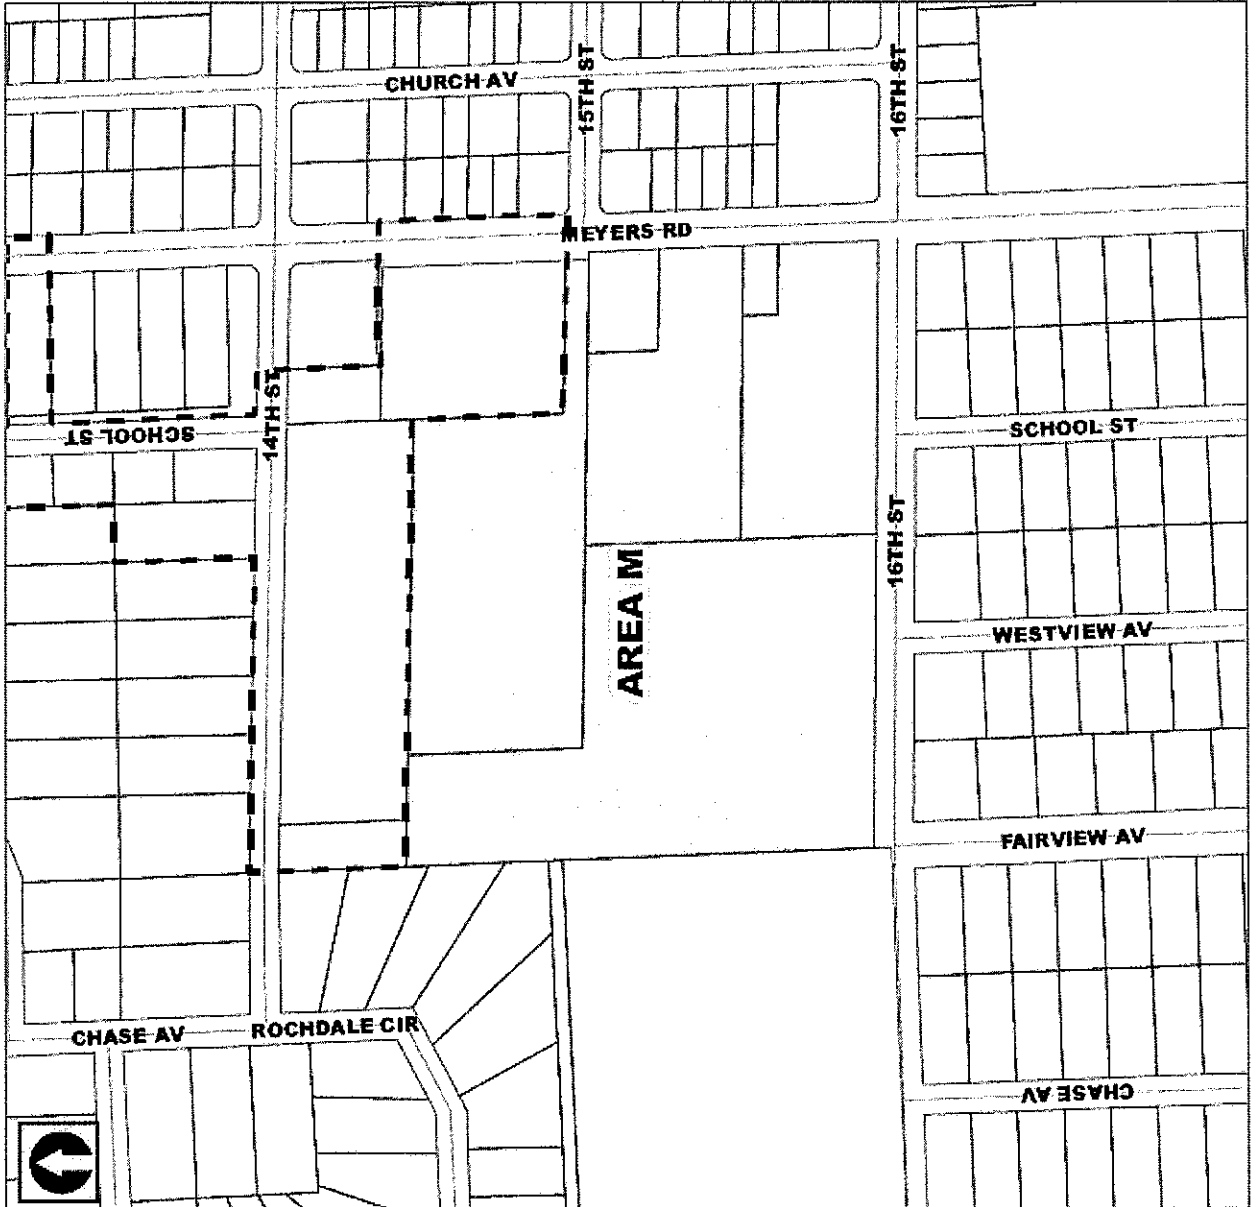 CHURCH AV
15TH ST
16TH ST
MEYERS RD
14TH ST
SCHOOL ST
SCHOOL ST
16TH ST
AREA M
WESTVIEW AV
FAIRVIEW AV
CHASE AV
ROCHDALE CIR
CHASE AV